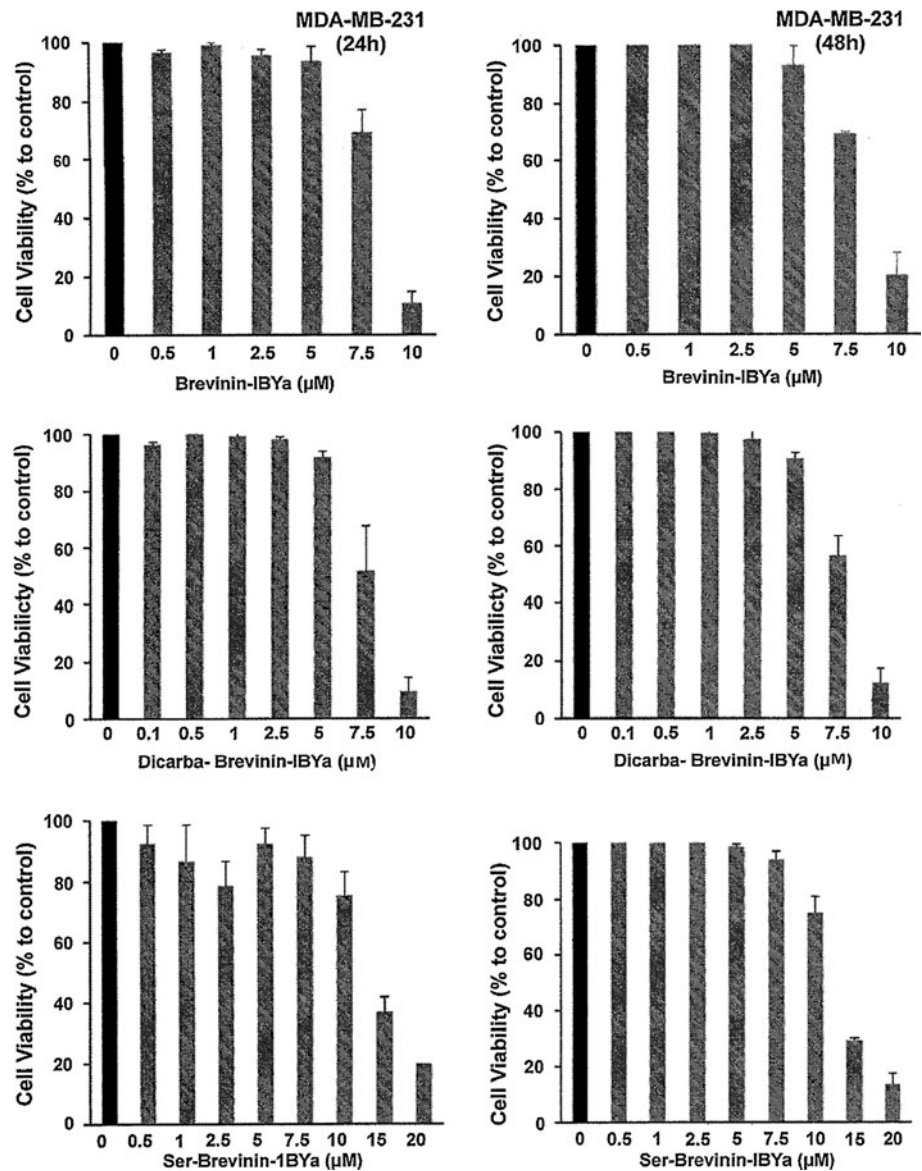 MDA-MB-231
(24h)
Cell Viability (% to control)
100
80
60
40
20
0
0 0.5 1 2.5 5 7.5 10
Brevinin-IBYa (µM)
MDA-MB-231
(48h)
Cell Viability (% to control)
100
80
60
40
20
0
0 0.5 1 2.5 5 7.5 10
Brevinin-IBYa (µM)
Cell Viabilicty (% to control)
100
80
60
40
20
0
0 0.1 0.5 1 2.5 5 7.5 10
Dicarba- Brevinin-IBYa (µM)
Cell Viability (% to control)
100
80
60
40
20
0
0 0.1 0.5 1 2.5 5 7.5 10
Dicarba- Brevinin-IBYa (µM)
Cell Viability (% to control)
100
80
60
40
20
0
0 0.5 1 2.5 5 7.5 10 15 20
Ser-Brevinin-1BYa (µM)
Cell Viability (% to control)
100
80
60
40
20
0
0 0.5 1 2.5 5 7.5 10 15 20
Ser-Brevinin-IBYa (µM)